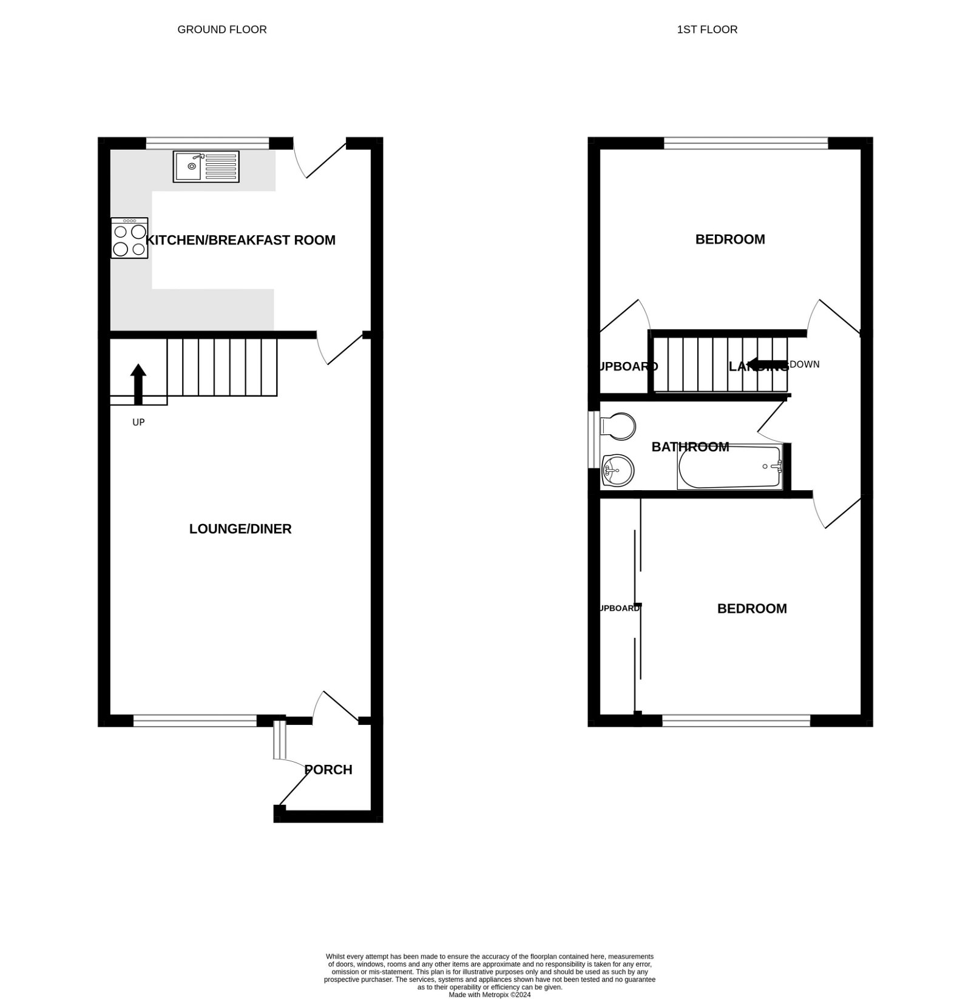 GROUND FLOOR
1ST FLOOR
KITCHEN/BREAKFAST ROOM
UP
LOUNGE/DINER
PORCH
BEDROOM
UPBOARD
LANDING
DOWN
BATHROOM
UPBOARD
BEDROOM
Whilst every attempt has been made to ensure the accuracy of the floorplan contained here, measurements
of doors, windows, rooms and any other items are approximate and no responsibility is taken for any error,
omission or mis-statement. This plan is for illustrative purposes only and should be used as such by any
prospective purchaser. The services, systems and appliances shown have not been tested and no guarantee
as to their operability or efficiency can be given.
Made with Metropix ©2024